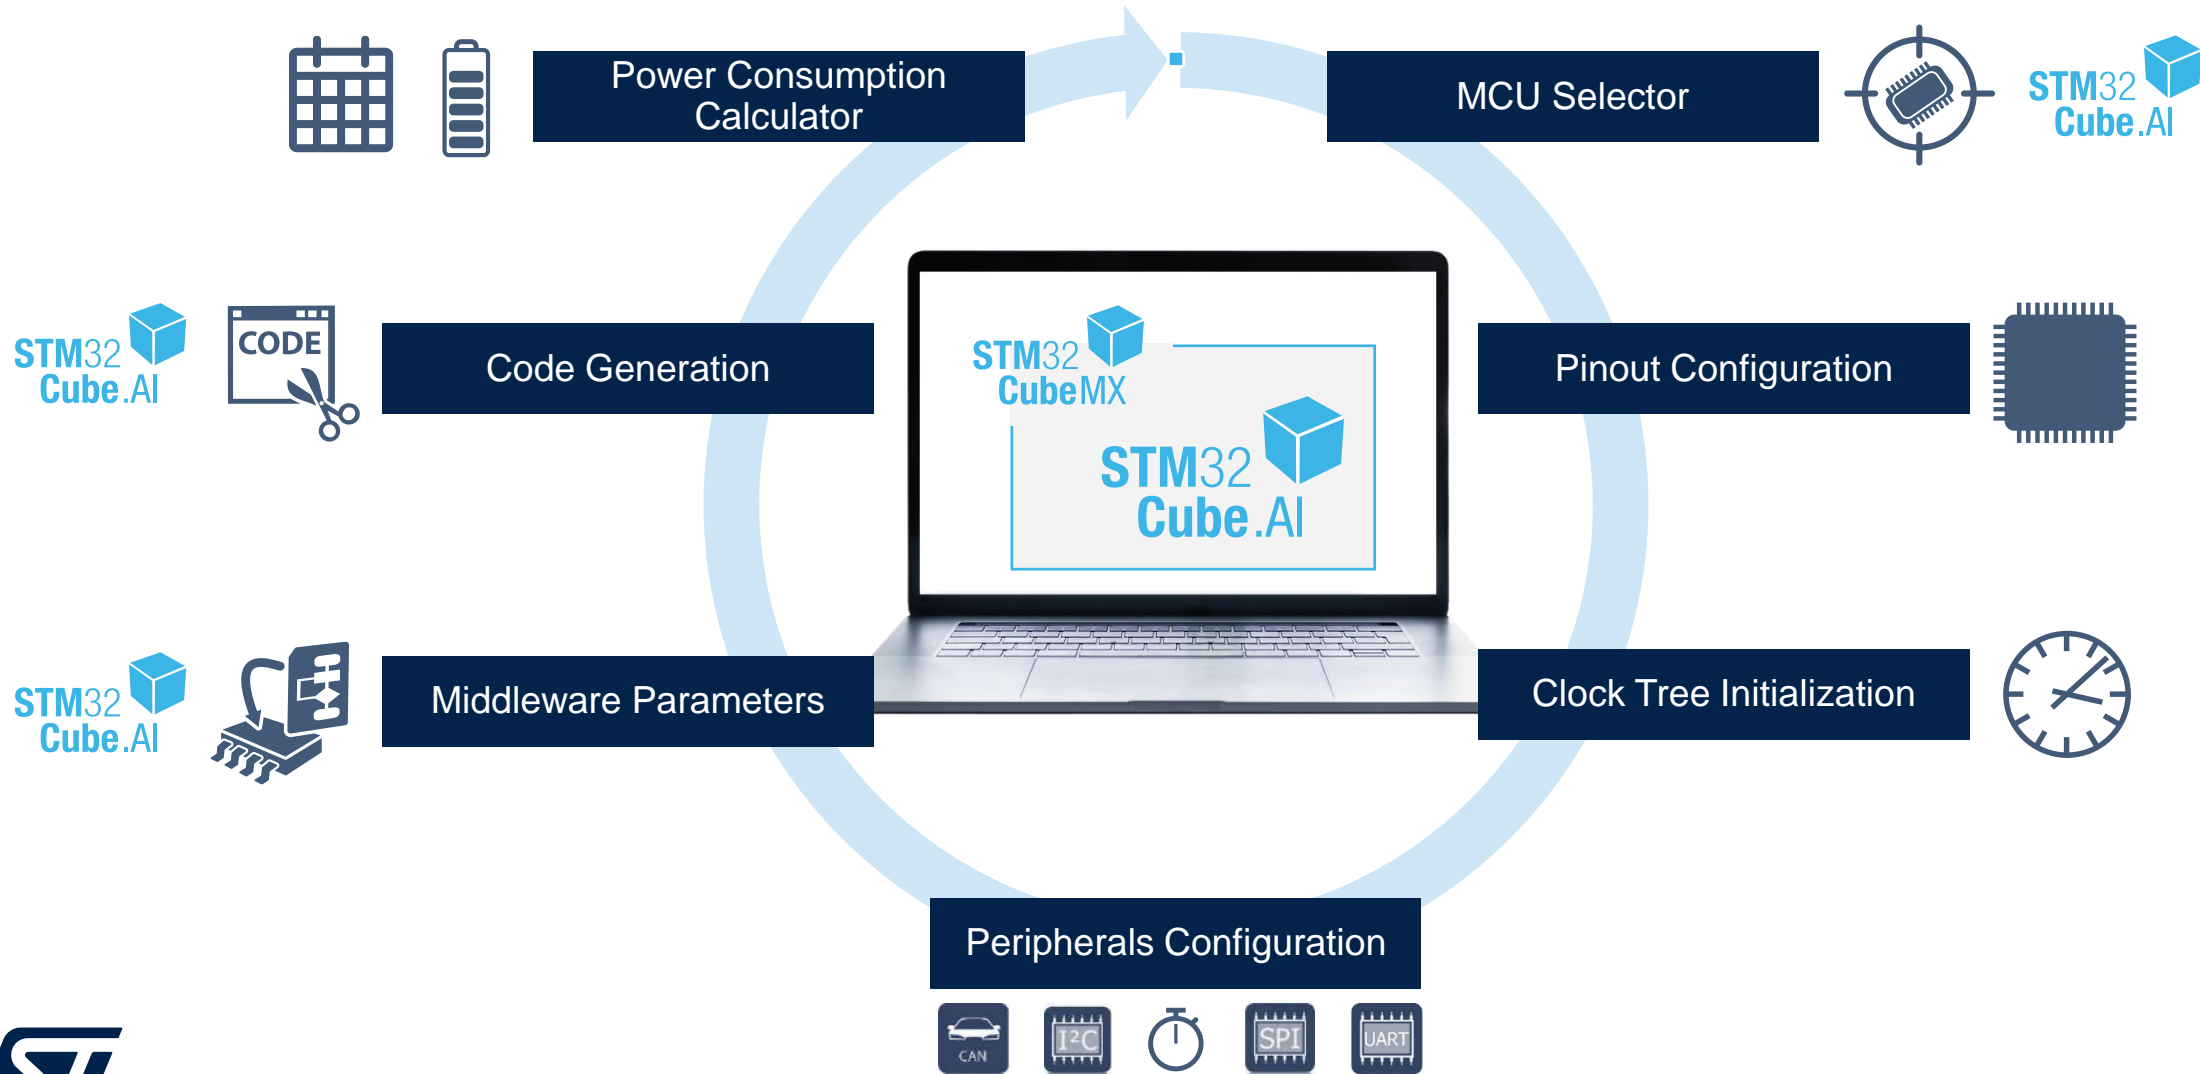 Power Consumption
Calculator
MCU Selector
STM32
Cube.AI
STM32
Cube.AI
CODE
Code Generation
STM32
CubeMX
STM32
Cube.AI
Pinout Configuration
STM32
Cube.AI
Middleware Parameters
Clock Tree Initialization
Peripherals Configuration
CAN
I²C
SPI
UART